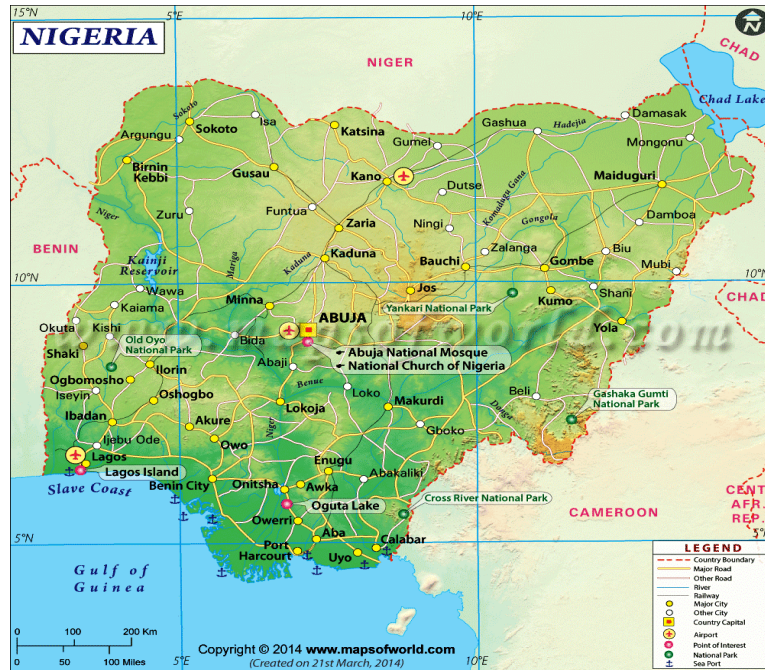 15°N
5°E
10°E
N
NIGERIA
NIGER
CHAD
Chad Lake
Sokoto
Sokoto
Isa
Katsina
Gashua
Hadejia
Damasak
Argungu
Gumel
Mongonu
Birnin
Kebbi
Gusau
Kano
Dutse
Komadugu Gana
Maiduguri
Niger
Zuru
Funtua
Zaria
Ningi
Gongola
Damboa
BENIN
Kainji
Reservoir
Mariga
Kaduna
Kaduna
Zalanga
Bauchi
Gombe
Biu
Mubi
10°N
10°N
Wawa
Kaiama
Minna
Jos
Yankari National Park
Kumo
Shani
CHAD
Okuta
Kishi
ABUJA
Yola
www.mapsofworld.com
Shaki
Old Oyo
National Park
Bida
Abuja National Mosque
National Church of Nigeria
Ilorin
Abaji
Ogbomosho
Iseyin
Benue
Loko
Beli
Gashaka Gumti
National Park
Oshogbo
Lokoja
Makurdi
Donga
Ibadan
Akure
Niger
Gboko
Ijebu Ode
Owo
Lagos
Lagos Island
Enugu
Abakaliki
Slave Coast
Benin City
Onitsha
Awka
Cross River National Park
CENT.
AFR.
REP.
Oguta Lake
CAMEROON
Owerri
Aba
Calabar
5°N
5°N
Port
Harcourt
Uyo
Gulf of
Guinea
LEGEND
Country Boundary
Major Road
Other Road
River
Railway
Major City
Other City
Country Capital
Airport
Point of Interest
National Park
Sea Port
0 100 200 Km
0 50 100 Miles
Copyright © 2014 www.mapsofworld.com
(Created on 21st March, 2014)
5°E
10°E